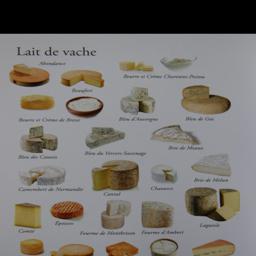 Lait de vache
Abondance
Beurre et Crème Charentes-Poitou
Beaufort
Beurre et Crème de Bresse
Bleu d'Auvergne
Bleu de Gex
Bleu des Causses
Bleu du Vercors-Sassenage
Brie de Meaux
Camembert de Normandie
Cantal
Chaource
Brie de Melun
Comté
Epoisses
Fourme de Montbrison
Fourme d'Ambert
Laguiole